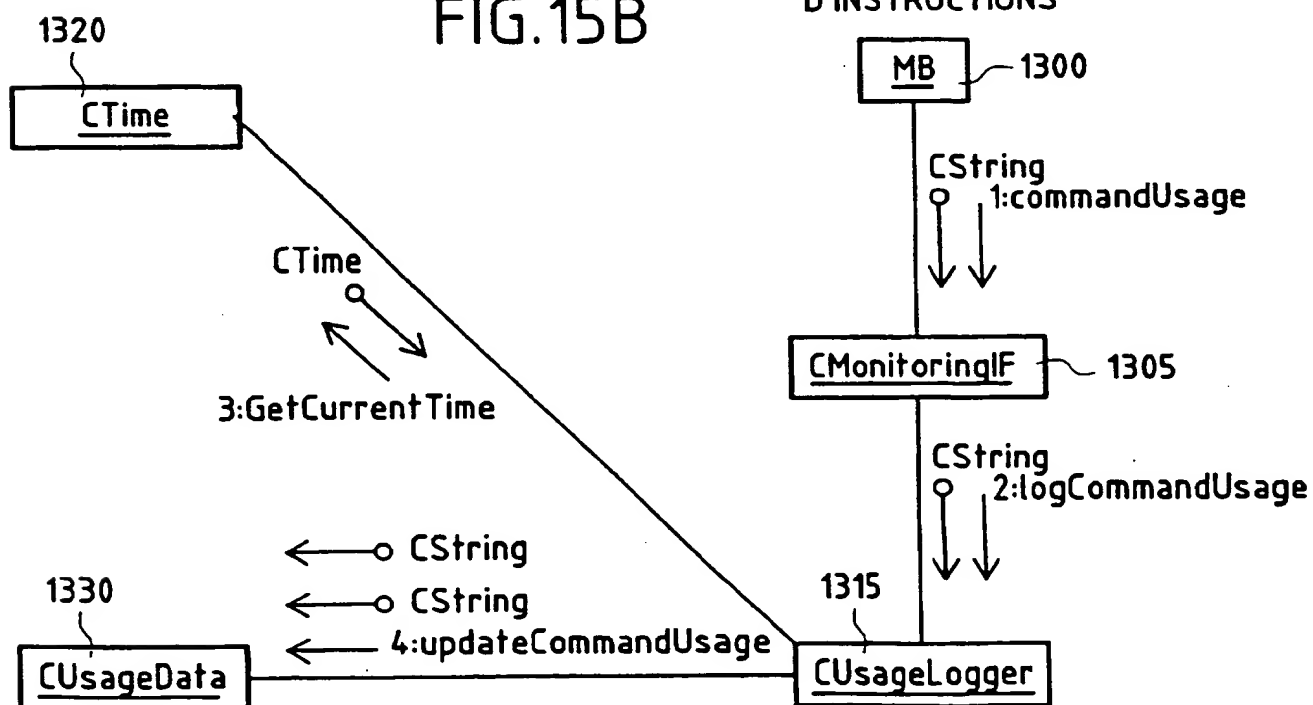 FIG.15B
D INSTRUCTIONS
1320
CTime
MB
1300
CString
1:commandUsage
CTime
3:GetCurrentTime
CMonitoringIF
1305
CString
2:logCommandUsage
CString
CString
4:updateCommandUsage
1330
CUsageData
1315
CUsageLogger